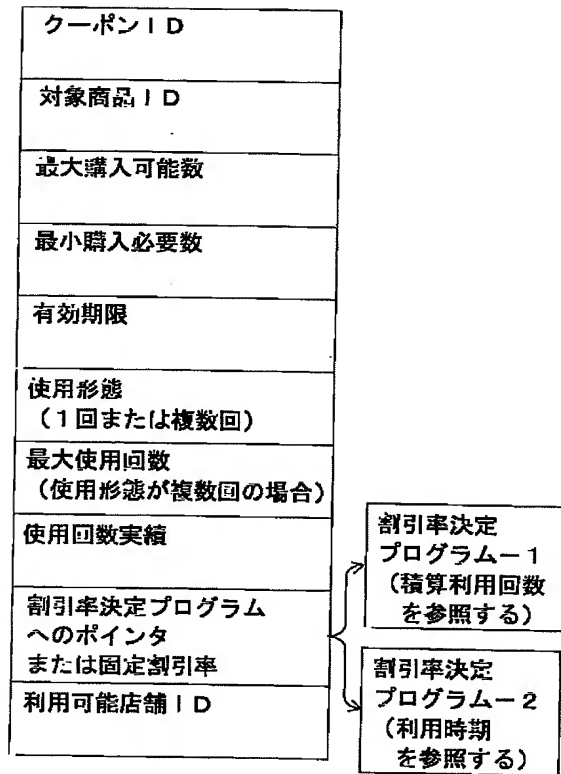 クーポンID
対象商品ID
最大購入可能数
最小購入必要数
有効期限
使用形態
(1回または複数回)
最大使用回数
(使用形態が複数回の場合)
使用回数実績
割引率決定プログラム
へのポインタ
または固定割引率
利用可能店舗ID
割引率決定
プログラムー1
(積算利用回数
を参照する)
割引率決定
プログラムー2
(利用時期
を参照する)